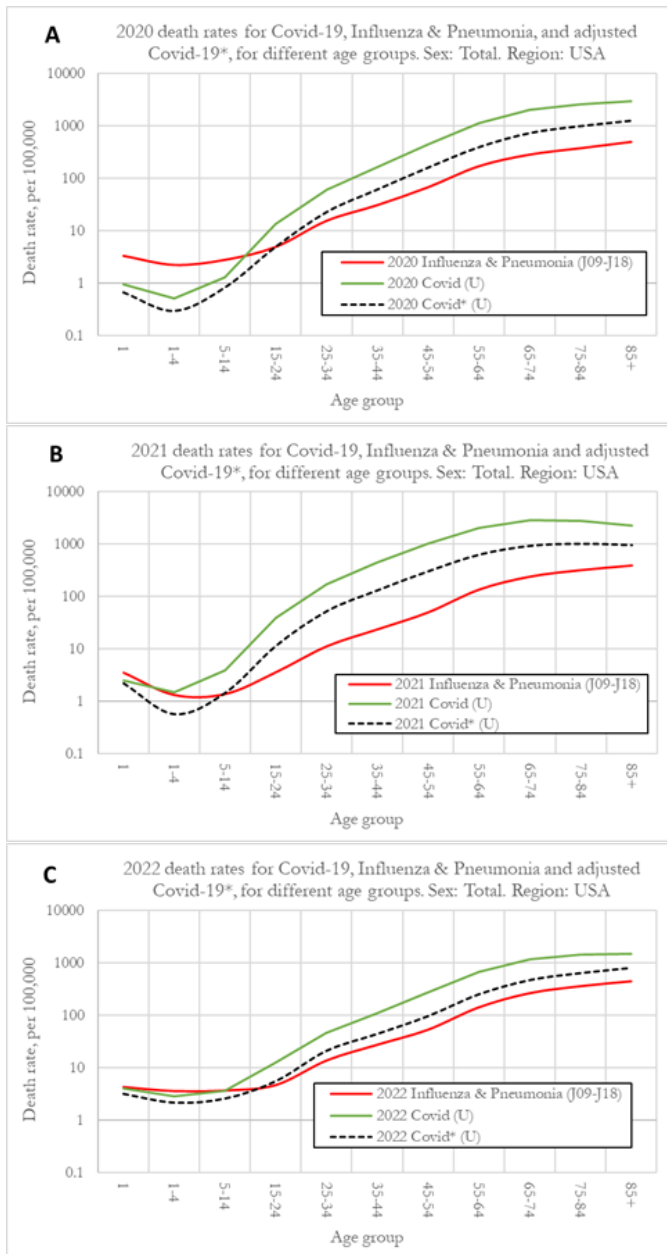 A
2020 death rates for Covid-19, Influenza & Pneumonia, and adjusted
Covid-19*, for different age groups. Sex: Total. Region: USA
Death rate, per 100,000
10000
1000
100
10
1
0.1
2020 Influenza & Pneumonia (J09-J18)
2020 Covid (U)
2020 Covid* (U)
1
1-4
5-14
15-24
25-34
35-44
45-54
55-64
65-74
75-84
85+
Age group
B
2021 death rates for Covid-19, Influenza & Pneumonia and adjusted
Covid-19*, for different age groups. Sex: Total. Region: USA
Death rate, per 100,000
10000
1000
100
10
1
0.1
2021 Influenza & Pneumonia (J09-J18)
2021 Covid (U)
2021 Covid* (U)
1
1-4
5-14
15-24
25-34
35-44
45-54
55-64
65-74
75-84
85+
Age group
C
2022 death rates for Covid-19, Influenza & Pneumonia and adjusted
Covid-19*, for different age groups. Sex: Total. Region: USA
Death rate, per 100,000
10000
1000
100
10
1
0.1
2022 Influenza & Pneumonia (J09-J18)
2022 Covid (U)
2022 Covid* (U)
1
1-4
5-14
15-24
25-34
35-44
45-54
55-64
65-74
75-84
85+
Age group